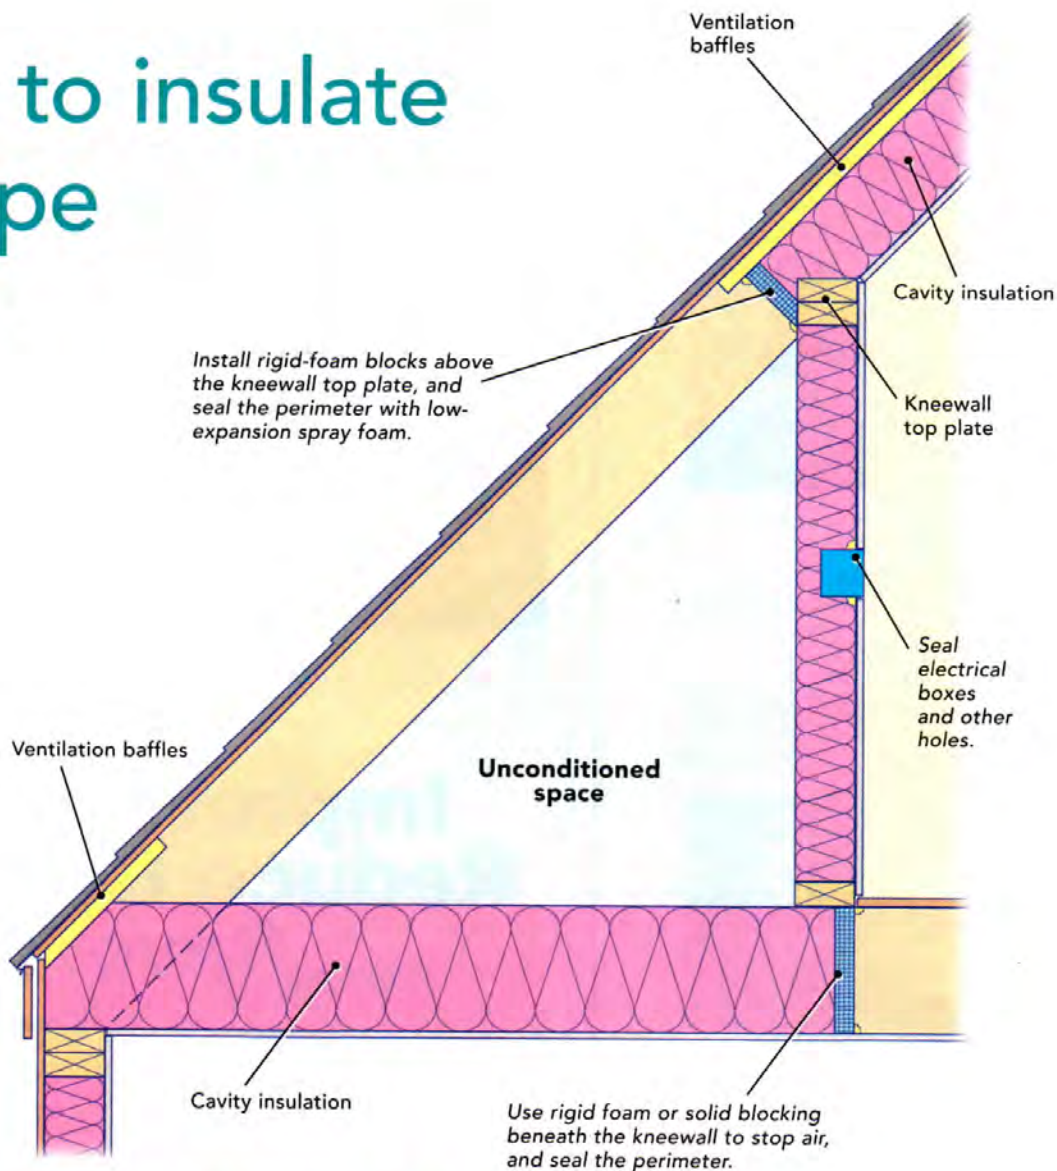 to insulate
pe
Ventilation
baffles
Cavity insulation
Install rigid-foam blocks above
the kneewall top plate, and
seal the perimeter with low-
expansion spray foam.
Kneewall
top plate
Seal
electrical
boxes
and other
holes.
Ventilation baffles
Unconditioned
space
Cavity insulation
Use rigid foam or solid blocking
beneath the kneewall to stop air,
and seal the perimeter.